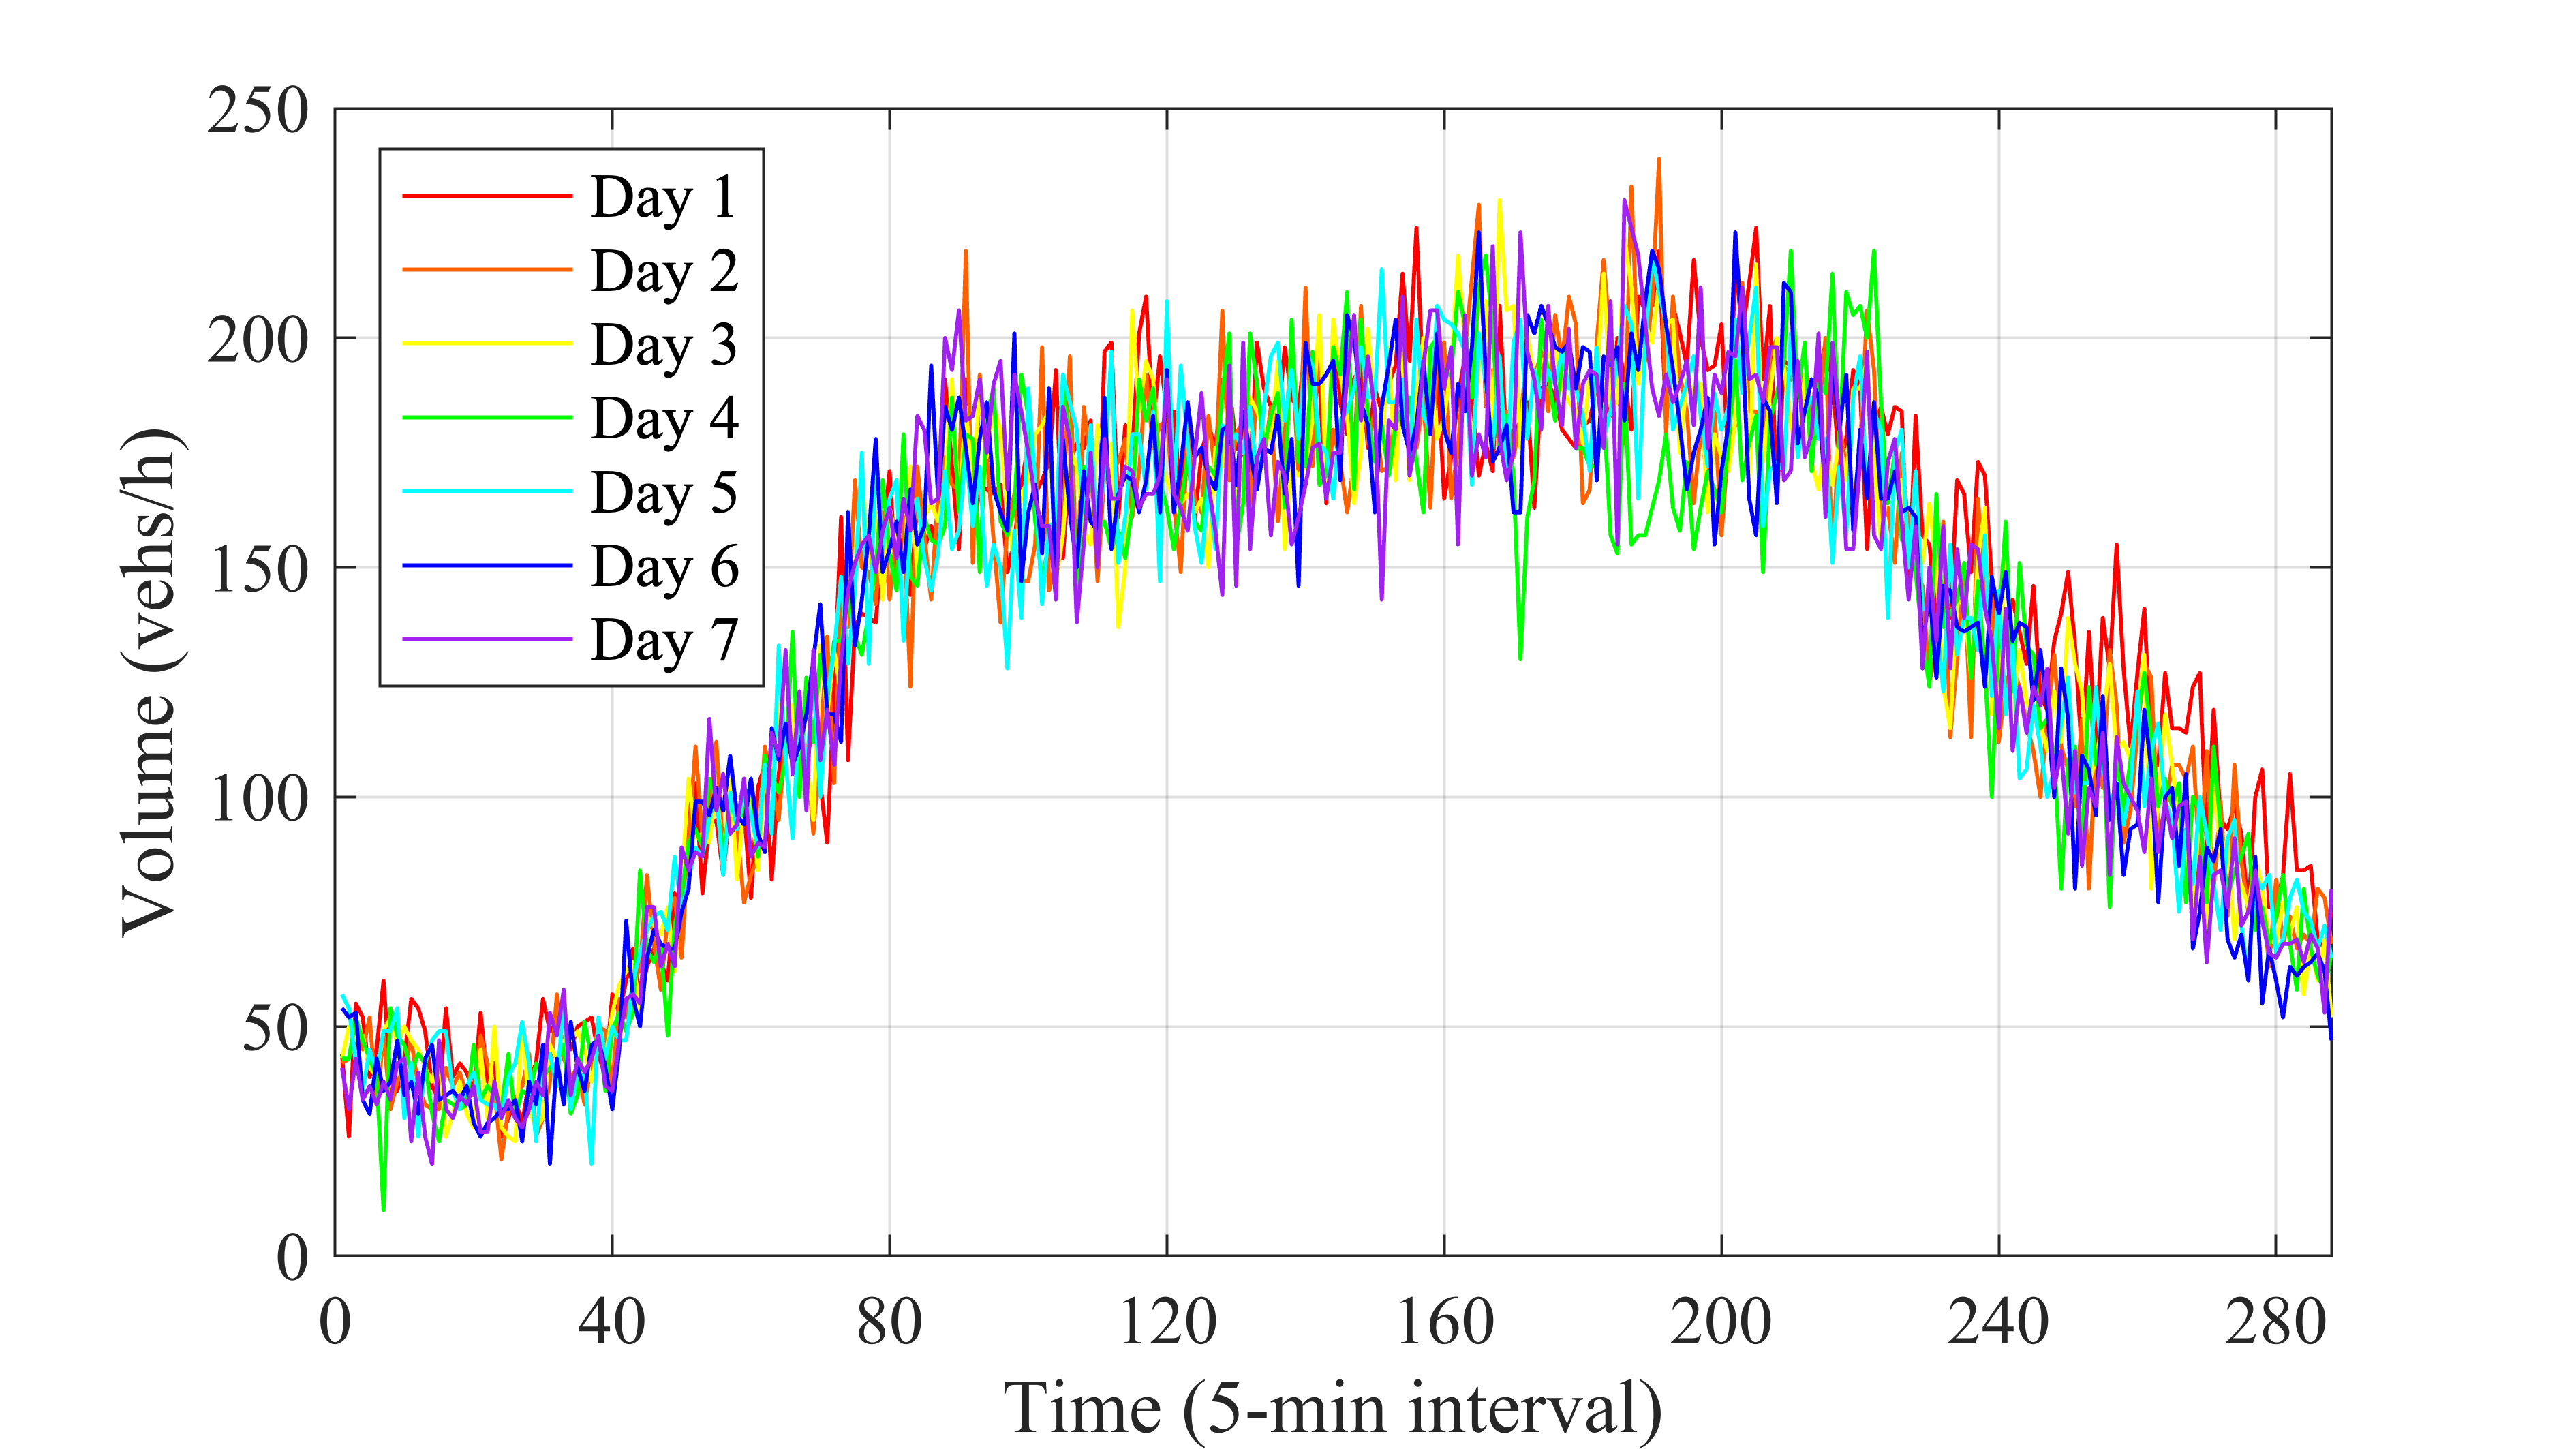 250
200
150
100
50
0
Volume (vehs/h)
Day 1
Day 2
Day 3
Day 4
Day 5
Day 6
Day 7
0 40 80 120 160 200 240 280
Time (5-min interval)